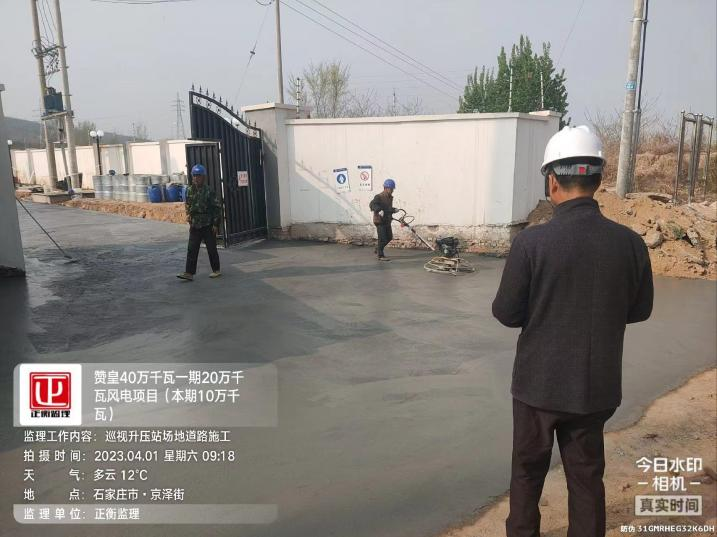 赞皇40万千瓦一期20万千
瓦风电项目（本期10万千
瓦）
正衡监理
监理工作内容：巡视升压站场地道路施工
拍摄时间：2023.04.01 星期六 09:18
天气：多云 12℃
地点：石家庄市·京泽街
监理单位：正衡监理
今日水印
相机
真实时间
防伪 31GMRHEG32K6DH